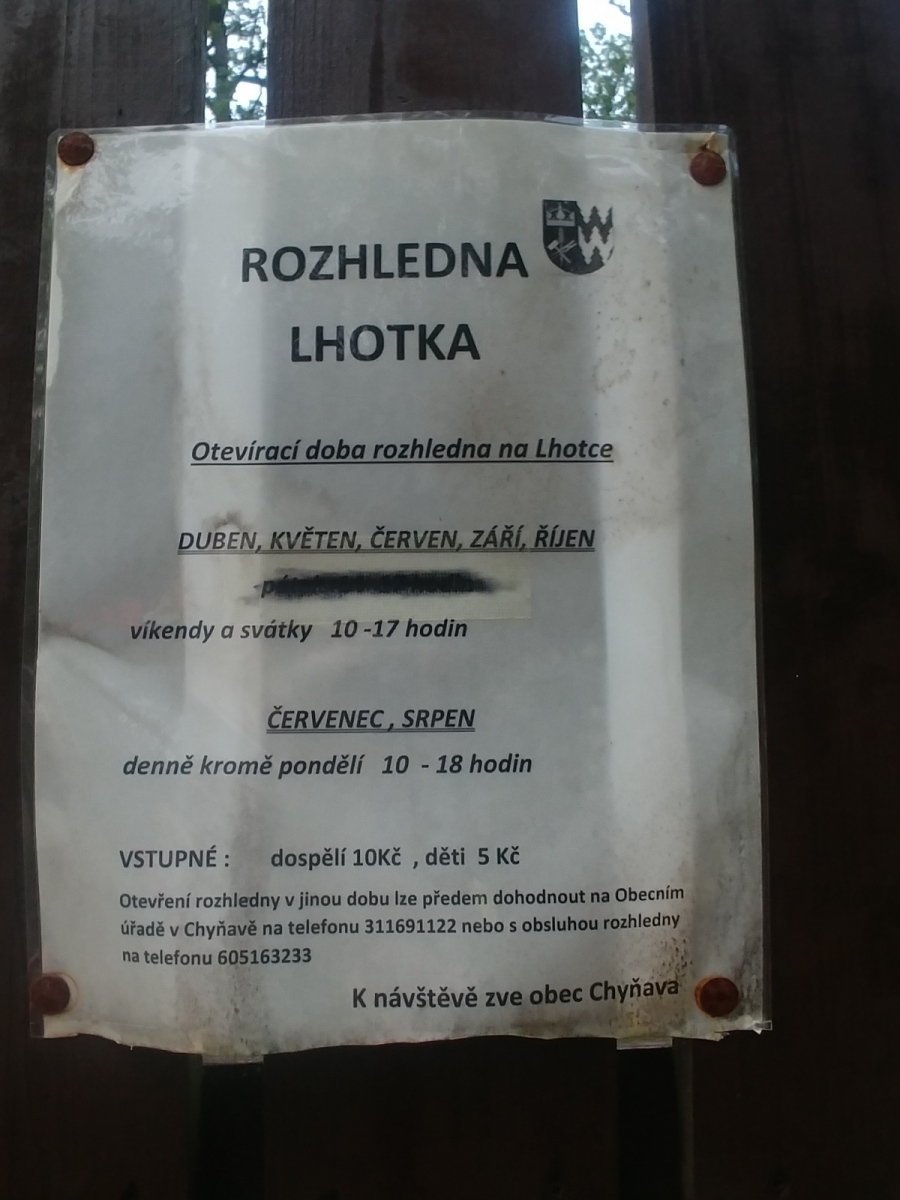 ROZHLEDNA
LHOTKA
Otevírací doba rozhledna na Lhotce
DUBEN, KVĚTEN, ČERVEN, ZÁŘÍ, ŘÍJEN
víkendy a svátky 10 -17 hodin
ČERVENEC , SRPEN
denně kromě pondělí 10 - 18 hodin
VSTUPNÉ : dospělí 10Kč , děti 5 Kč
Otevření rozhledny v jinou dobu lze předem dohodnout na Obecním
úřadě v Chyňavě na telefonu 311691122 nebo s obsluhou rozhledny
na telefonu 605163233
K návštěvě zve obec Chyňava